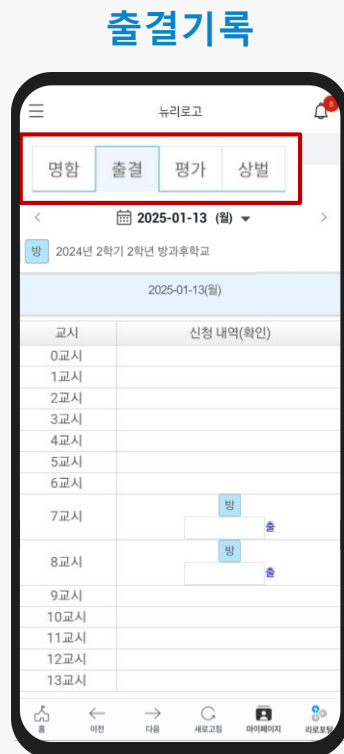 출결기록
뉴리로고
8
명함 출결 평가 상벌
< 2025-01-13 (월) >
방 2024년 2학기 2학년 방과후학교
2025-01-13(월)
교시 신청 내역(확인)
0교시
1교시
2교시
3교시
4교시
5교시
6교시
방
7교시
출
방
8교시
출
9교시
10교시
11교시
12교시
13교시
홈 이전 다음 새로고침 마이페이지 리로포털